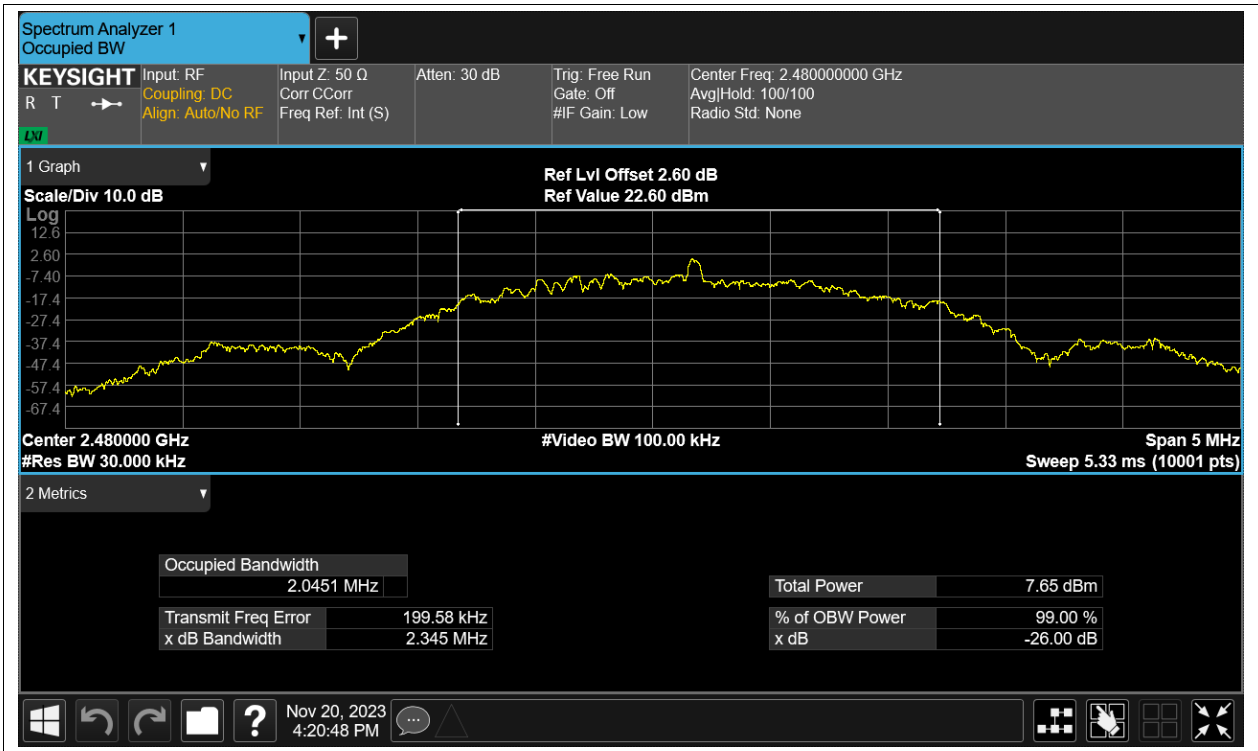 Spectrum Analyzer 1
Occupied BW
KEYSIGHT
R T
LXI
Input: RF
Coupling: DC
Align: Auto/No RF
Input Z: 50 Ω
Corr CCorr
Freq Ref: Int (S)
Atten: 30 dB
Trig: Free Run
Gate: Off
#IF Gain: Low
Center Freq: 2.480000000 GHz
Avg|Hold: 100/100
Radio Std: None
1 Graph
Scale/Div 10.0 dB
Ref Lvl Offset 2.60 dB
Ref Value 22.60 dBm
Log
12.6
2.60
-7.40
-17.4
-27.4
-37.4
-47.4
-57.4
-67.4
Center 2.480000 GHz
#Video BW 100.00 kHz
Span 5 MHz
#Res BW 30.000 kHz
Sweep 5.33 ms (10001 pts)
2 Metrics
Occupied Bandwidth
2.0451 MHz
Transmit Freq Error 199.58 kHz
x dB Bandwidth 2.345 MHz
Total Power 7.65 dBm
% of OBW Power 99.00 %
x dB -26.00 dB
?
Nov 20, 2023
4:20:48 PM